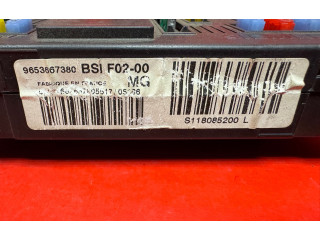 9653667380 BSI F02-00
FABRIQUE EN FRANCE MG
S118085200 L